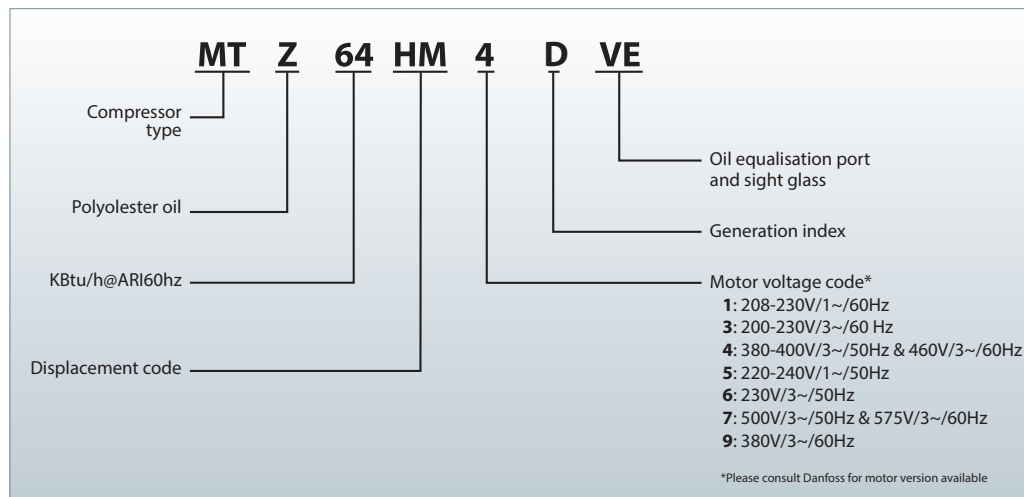 MT Z 64 HM 4 D VE
Compressor
type
Polyolester oil
KBtu/h@ARI60hz
Displacement code
Oil equalisation port
and sight glass
Generation index
Motor voltage code*
1: 208-230V/1~/60Hz
3: 200-230V/3~/60 Hz
4: 380-400V/3~/50Hz & 460V/3~/60Hz
5: 220-240V/1~/50Hz
6: 230V/3~/50Hz
7: 500V/3~/50Hz & 575V/3~/60Hz
9: 380V/3~/60Hz
*Please consult Danfoss for motor version available